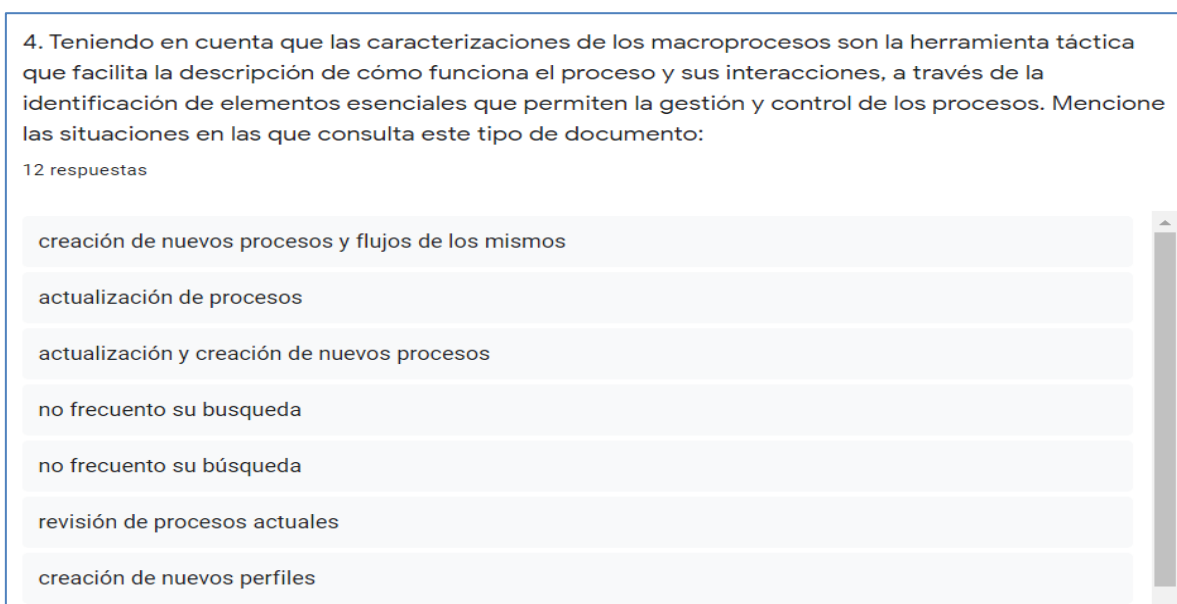 4. Teniendo en cuenta que las caracterizaciones de los macroprocesos son la herramienta táctica
que facilita la descripción de cómo funciona el proceso y sus interacciones, a través de la
identificación de elementos esenciales que permiten la gestión y control de los procesos. Mencione
las situaciones en las que consulta este tipo de documento:
12 respuestas
creación de nuevos procesos y flujos de los mismos
actualización de procesos
actualización y creación de nuevos procesos
no frecuento su busqueda
no frecuento su búsqueda
revisión de procesos actuales
creación de nuevos perfiles